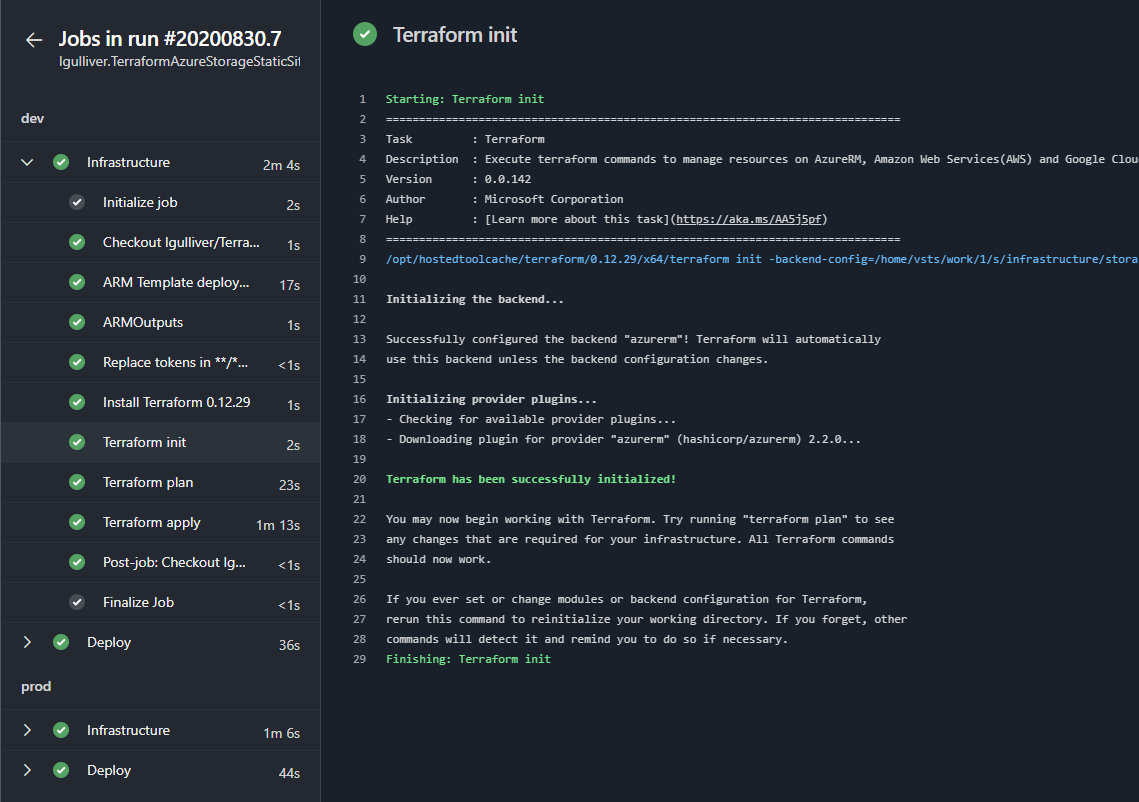 Jobs in run #20200830.7
lgulliver.TerraformAzureStorageStaticSit
dev
Infrastructure 2m 4s
Initialize job 2s
Checkout lgulliver/Terra... 1s
ARM Template deploy... 17s
ARMOutputs 1s
Replace tokens in **/*... <1s
Install Terraform 0.12.29 1s
Terraform init 2s
Terraform plan 23s
Terraform apply 1m 13s
Post-job: Checkout lg... <1s
Finalize Job <1s
Deploy 36s
prod
Infrastructure 1m 6s
Deploy 44s
Terraform init
1 Starting: Terraform init
2 ==============================================================================
3 Task         : Terraform
4 Description  : Execute terraform commands to manage resources on AzureRM, Amazon Web Services(AWS) and Google Clou
5 Version      : 0.0.142
6 Author       : Microsoft Corporation
7 Help         : [Learn more about this task](https://aka.ms/AA5j5pf)
8 ==============================================================================
9 /opt/hostedtoolcache/terraform/0.12.29/x64/terraform init -backend-config=/home/vsts/work/1/s/infrastructure/stora
10
11 Initializing the backend...
12
13 Successfully configured the backend "azurerm"! Terraform will automatically
14 use this backend unless the backend configuration changes.
15
16 Initializing provider plugins...
17 - Checking for available provider plugins...
18 - Downloading plugin for provider "azurerm" (hashicorp/azurerm) 2.2.0...
19
20 Terraform has been successfully initialized!
21
22 You may now begin working with Terraform. Try running "terraform plan" to see
23 any changes that are required for your infrastructure. All Terraform commands
24 should now work.
25
26 If you ever set or change modules or backend configuration for Terraform,
27 rerun this command to reinitialize your working directory. If you forget, other
28 commands will detect it and remind you to do so if necessary.
29 Finishing: Terraform init